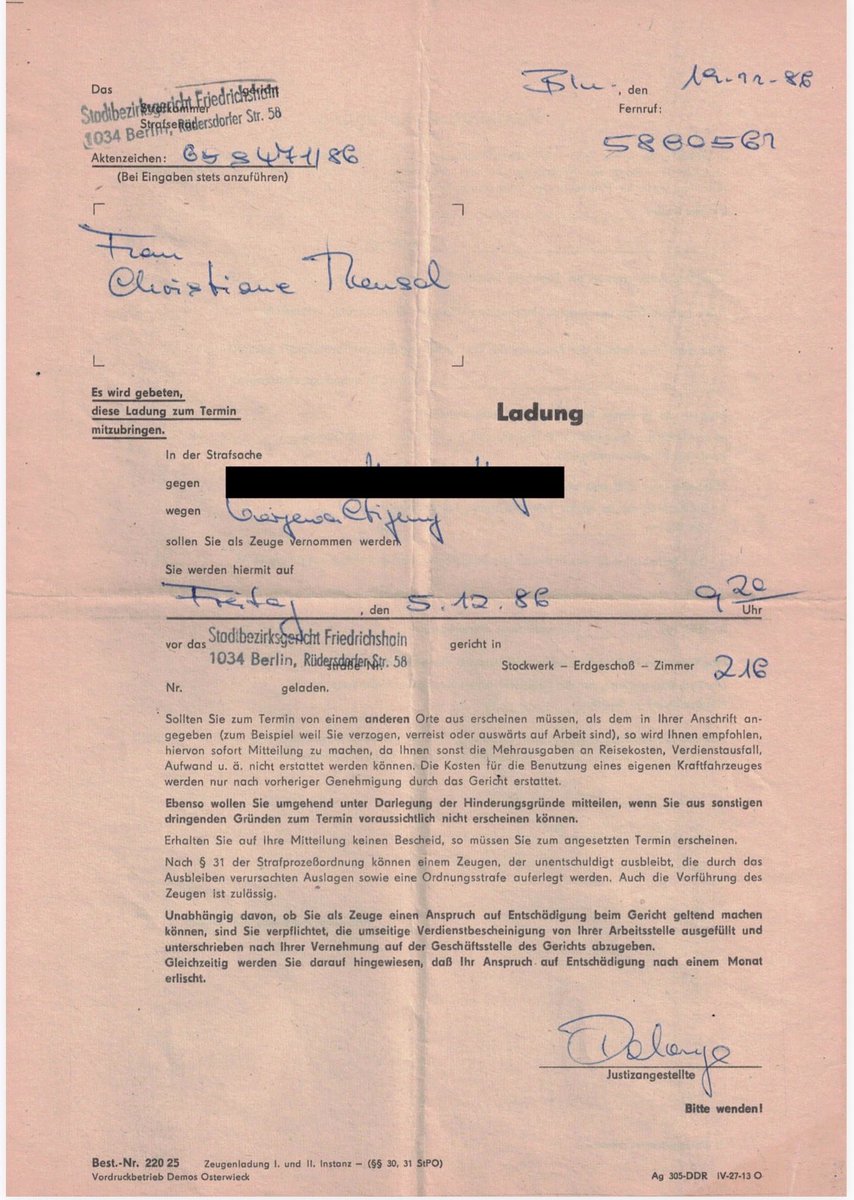 Das gericht
Stadtbezirksgericht Friedrichshain
Strafkammer
Strafsenat
1034 Berlin, Rüdersdorfer Str. 58
Bln., den 19.11.86
Fernruf:
5800561
Aktenzeichen: 471/86
(Bei Eingaben stets anzuführen)
Frau
Christiane
Es wird gebeten,
diese Ladung zum Termin
mitzubringen.
Ladung
In der Strafsache
gegen
wegen Vergewaltigung
sollen Sie als Zeuge vernommen werden
Sie werden hiermit auf
Freitag, den 5.12.86 9 20 Uhr
vor das Stadtbezirksgericht Friedrichshain gericht in
1034 Berlin, Rüdersdorfer Str. 58
straße Nr. Stockwerk – Erdgeschoß – Zimmer 216
Nr. geladen.
Sollten Sie zum Termin von einem anderen Orte aus erscheinen müssen, als dem in Ihrer Anschrift an-
gegeben (zum Beispiel weil Sie verzogen, verreist oder auswärts auf Arbeit sind), so wird Ihnen empfohlen,
hiervon sofort Mitteilung zu machen, da Ihnen sonst die Mehrausgaben an Reisekosten, Verdienstausfall,
Aufwand u. ä. nicht erstattet werden können. Die Kosten für die Benutzung eines eigenen Kraftfahrzeuges
werden nur nach vorheriger Genehmigung durch das Gericht erstattet.
Ebenso wollen Sie umgehend unter Darlegung der Hinderungsgründe mitteilen, wenn Sie aus sonstigen
dringenden Gründen zum Termin voraussichtlich nicht erscheinen können.
Erhalten Sie auf Ihre Mitteilung keinen Bescheid, so müssen Sie zum angesetzten Termin erscheinen.
Nach § 31 der Strafprozeßordnung können einem Zeugen, der unentschuldigt ausbleibt, die durch das
Ausbleiben verursachten Auslagen sowie eine Ordnungsstrafe auferlegt werden. Auch die Vorführung des
Zeugen ist zulässig.
Unabhängig davon, ob Sie als Zeuge einen Anspruch auf Entschädigung beim Gericht geltend machen
können, sind Sie verpflichtet, die umseitige Verdienstbescheinigung von Ihrer Arbeitsstelle ausgefüllt und
unterschrieben nach Ihrer Vernehmung auf der Geschäftsstelle des Gerichts abzugeben.
Gleichzeitig werden Sie darauf hingewiesen, daß Ihr Anspruch auf Entschädigung nach einem Monat
erlischt.
Justizangestellte
Bitte wenden!
Best.-Nr. 220 25 Zeugenladung I. und II. Instanz – (§§ 30, 31 StPO)
Vordruckbetrieb Demos Osterwieck
Ag 305-DDR IV-27-13 O